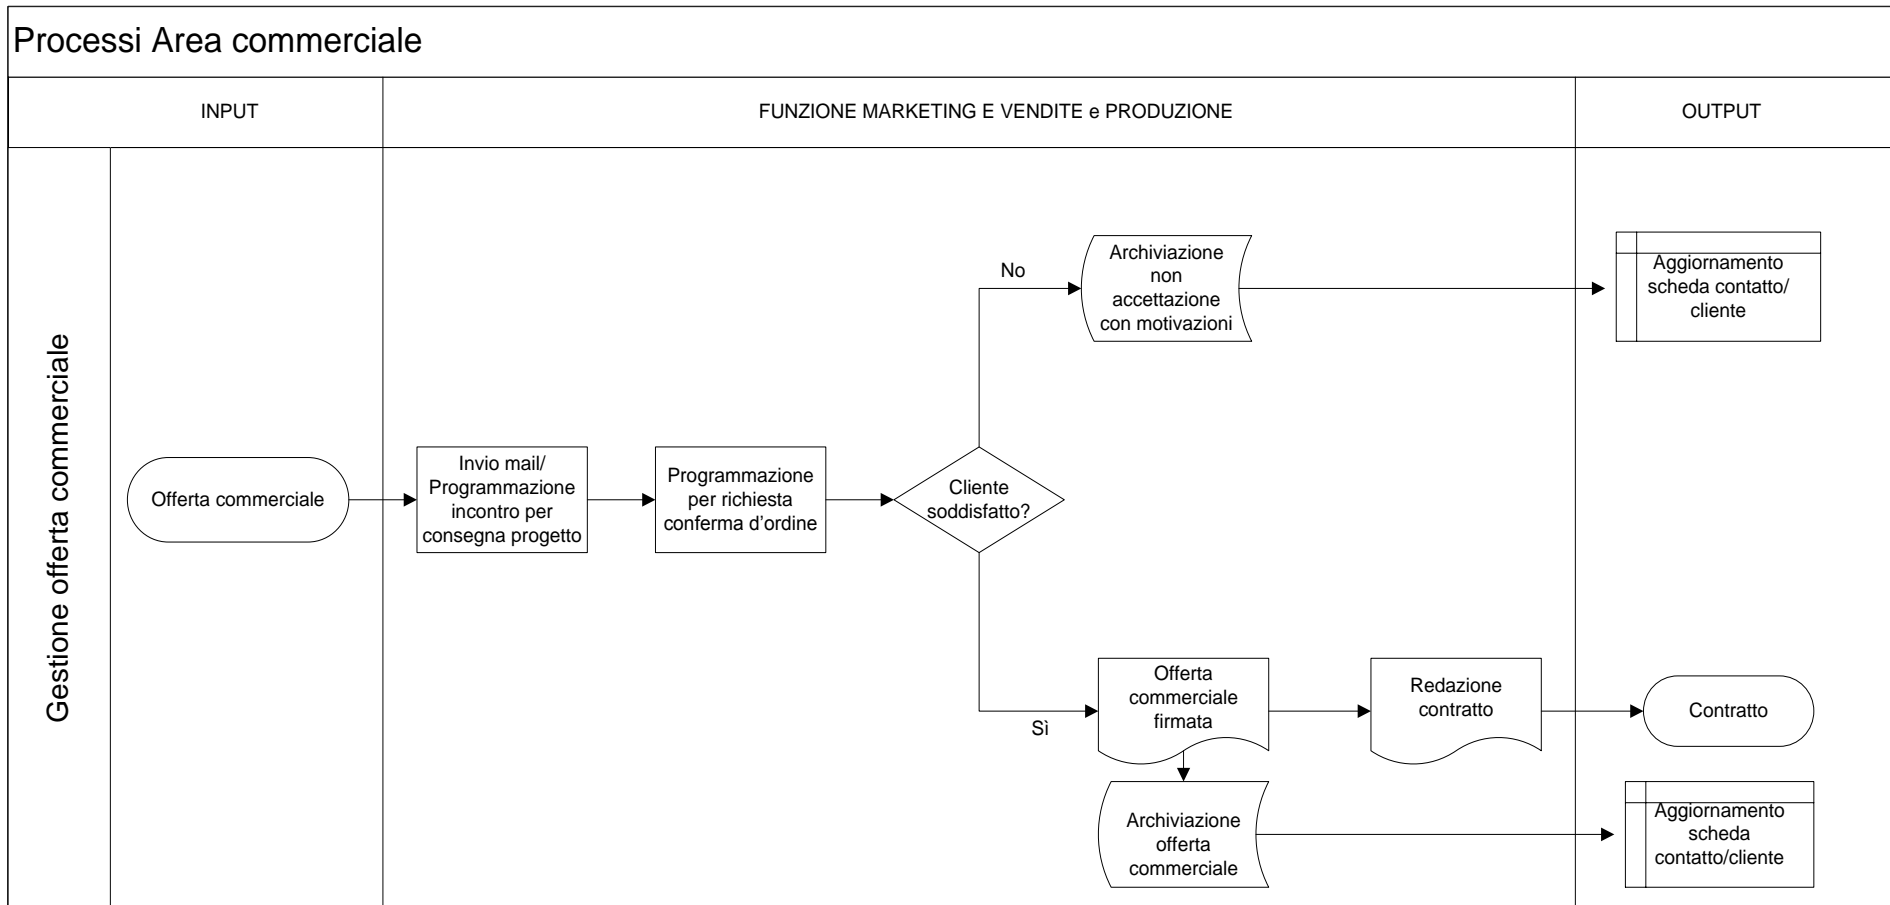 Processi Area commerciale
INPUT
FUNZIONE MARKETING E VENDITE e PRODUZIONE
OUTPUT
Gestione offerta commerciale
Offerta commerciale
Invio mail/
Programmazione
incontro per
consegna progetto
Programmazione
per richiesta
conferma d’ordine
Cliente
soddisfatto?
No
Archiviazione
non
accettazione
con motivazioni
Aggiornamento
scheda contatto/
cliente
Sì
Offerta
commerciale
firmata
Redazione
contratto
Contratto
Archiviazione
offerta
commerciale
Aggiornamento
scheda
contatto/cliente